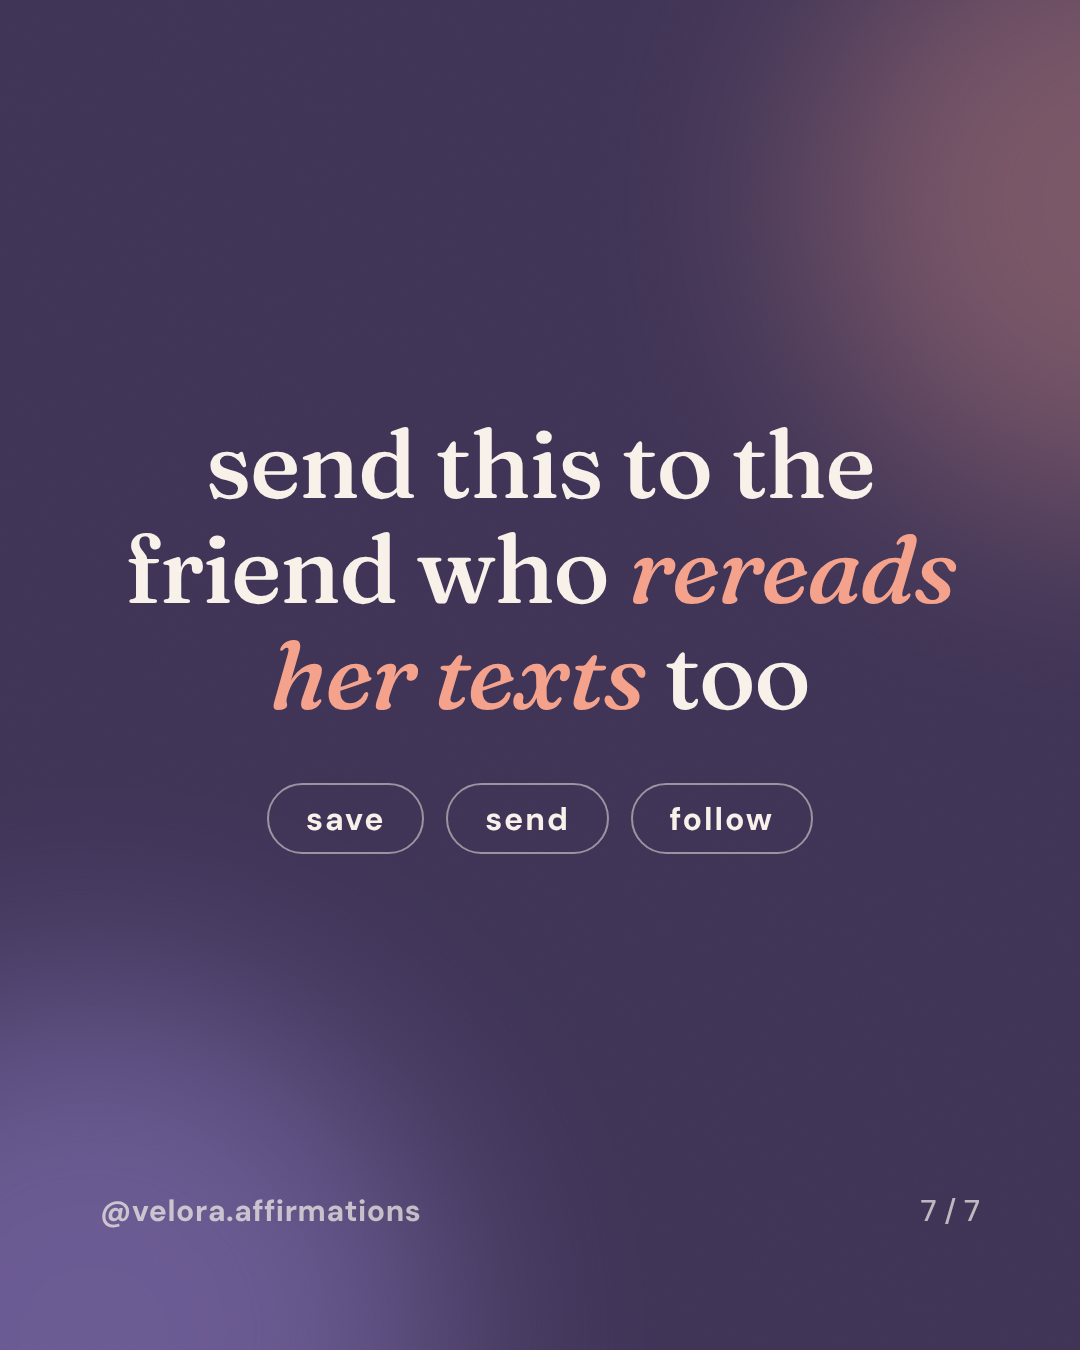 send this to the
friend who rereads
her texts too
save send follow
@velora.affirmations 7 / 7